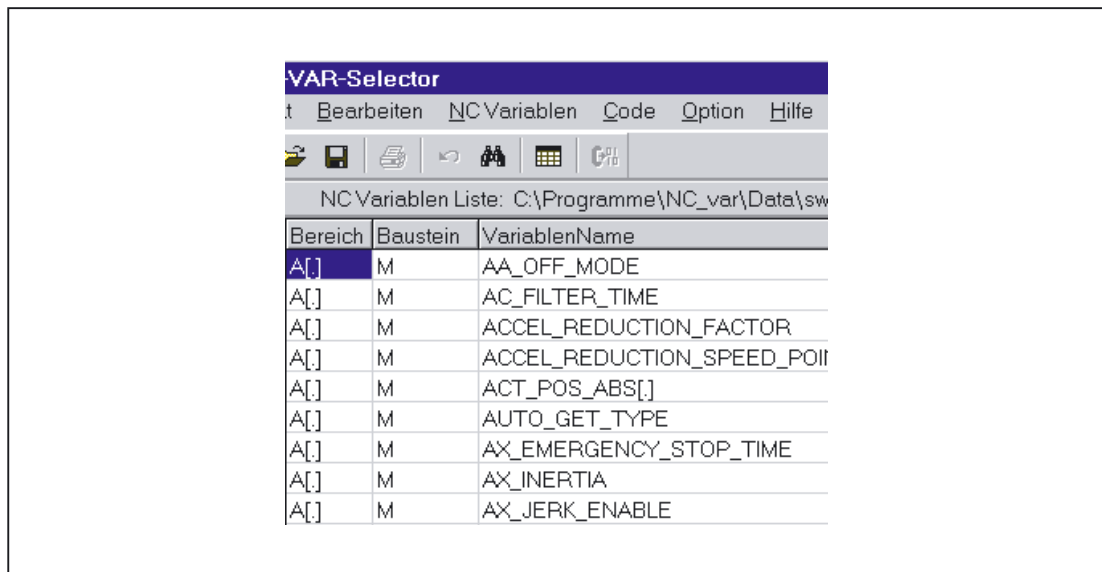 -VAR-Selector
t Bearbeiten NC Variablen Code Option Hilfe
NC Variablen Liste: C:\Programme\NC_var\Data\sw
Bereich Baustein VariablenName
A[.] M AA_OFF_MODE
A[.] M AC_FILTER_TIME
A[.] M ACCEL_REDUCTION_FACTOR
A[.] M ACCEL_REDUCTION_SPEED_POI
A[.] M ACT_POS_ABS[.]
A[.] M AUTO_GET_TYPE
A[.] M AX_EMERGENCY_STOP_TIME
A[.] M AX_INERTIA
A[.] M AX_JERK_ENABLE